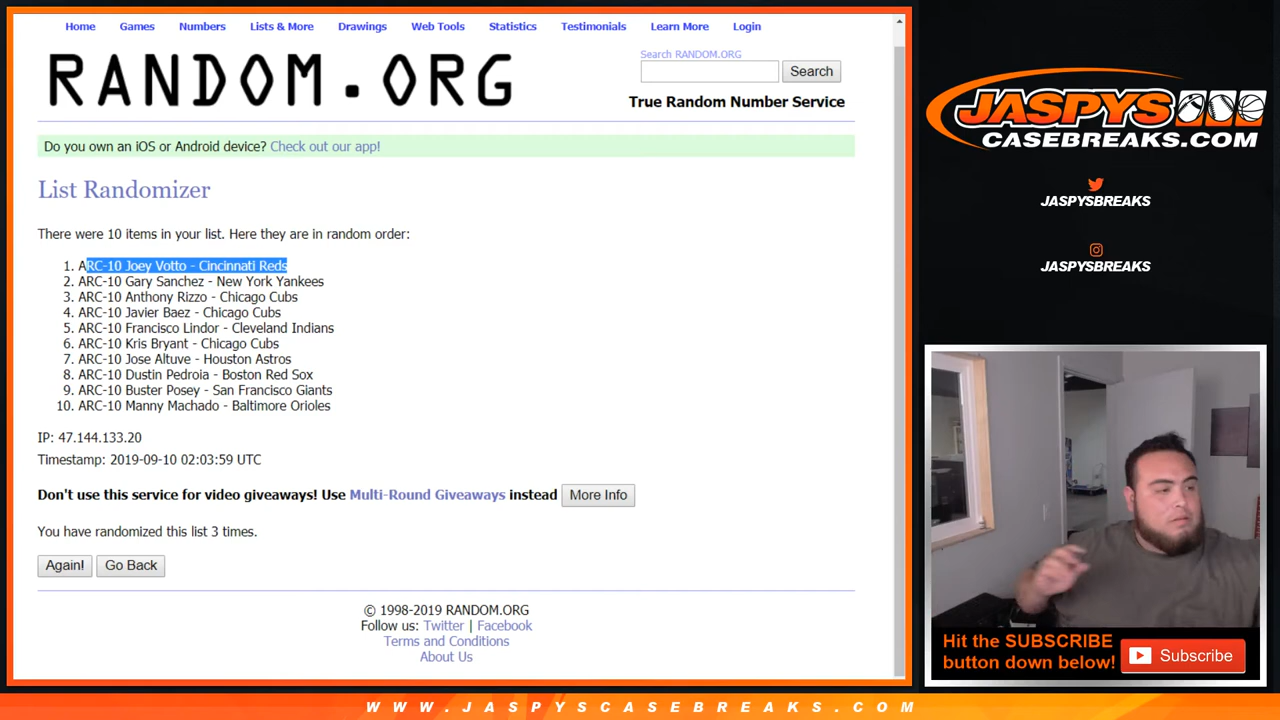 Home Games Numbers Lists & More Drawings Web Tools Statistics Testimonials Learn More Login
RANDOM.ORG
Search RANDOM.ORG
Search
True Random Number Service
Do you own an iOS or Android device? Check out our app!
List Randomizer
There were 10 items in your list. Here they are in random order:
1. ARC-10 Joey Votto - Cincinnati Reds
2. ARC-10 Gary Sanchez - New York Yankees
3. ARC-10 Anthony Rizzo - Chicago Cubs
4. ARC-10 Javier Baez - Chicago Cubs
5. ARC-10 Francisco Lindor - Cleveland Indians
6. ARC-10 Kris Bryant - Chicago Cubs
7. ARC-10 Jose Altuve - Houston Astros
8. ARC-10 Dustin Pedroia - Boston Red Sox
9. ARC-10 Buster Posey - San Francisco Giants
10. ARC-10 Manny Machado - Baltimore Orioles
IP: 47.144.133.20
Timestamp: 2019-09-10 02:03:59 UTC
Don't use this service for video giveaways! Use Multi-Round Giveaways instead More Info
You have randomized this list 3 times.
Again! Go Back
© 1998-2019 RANDOM.ORG
Follow us: Twitter | Facebook
Terms and Conditions
About Us
JASPYS
CASEBREAKS.COM
JASPYSBREAKS
JASPYSBREAKS
Hit the SUBSCRIBE
button down below!
Subscribe
WWW.JASPYSCASEBREAKS.COM